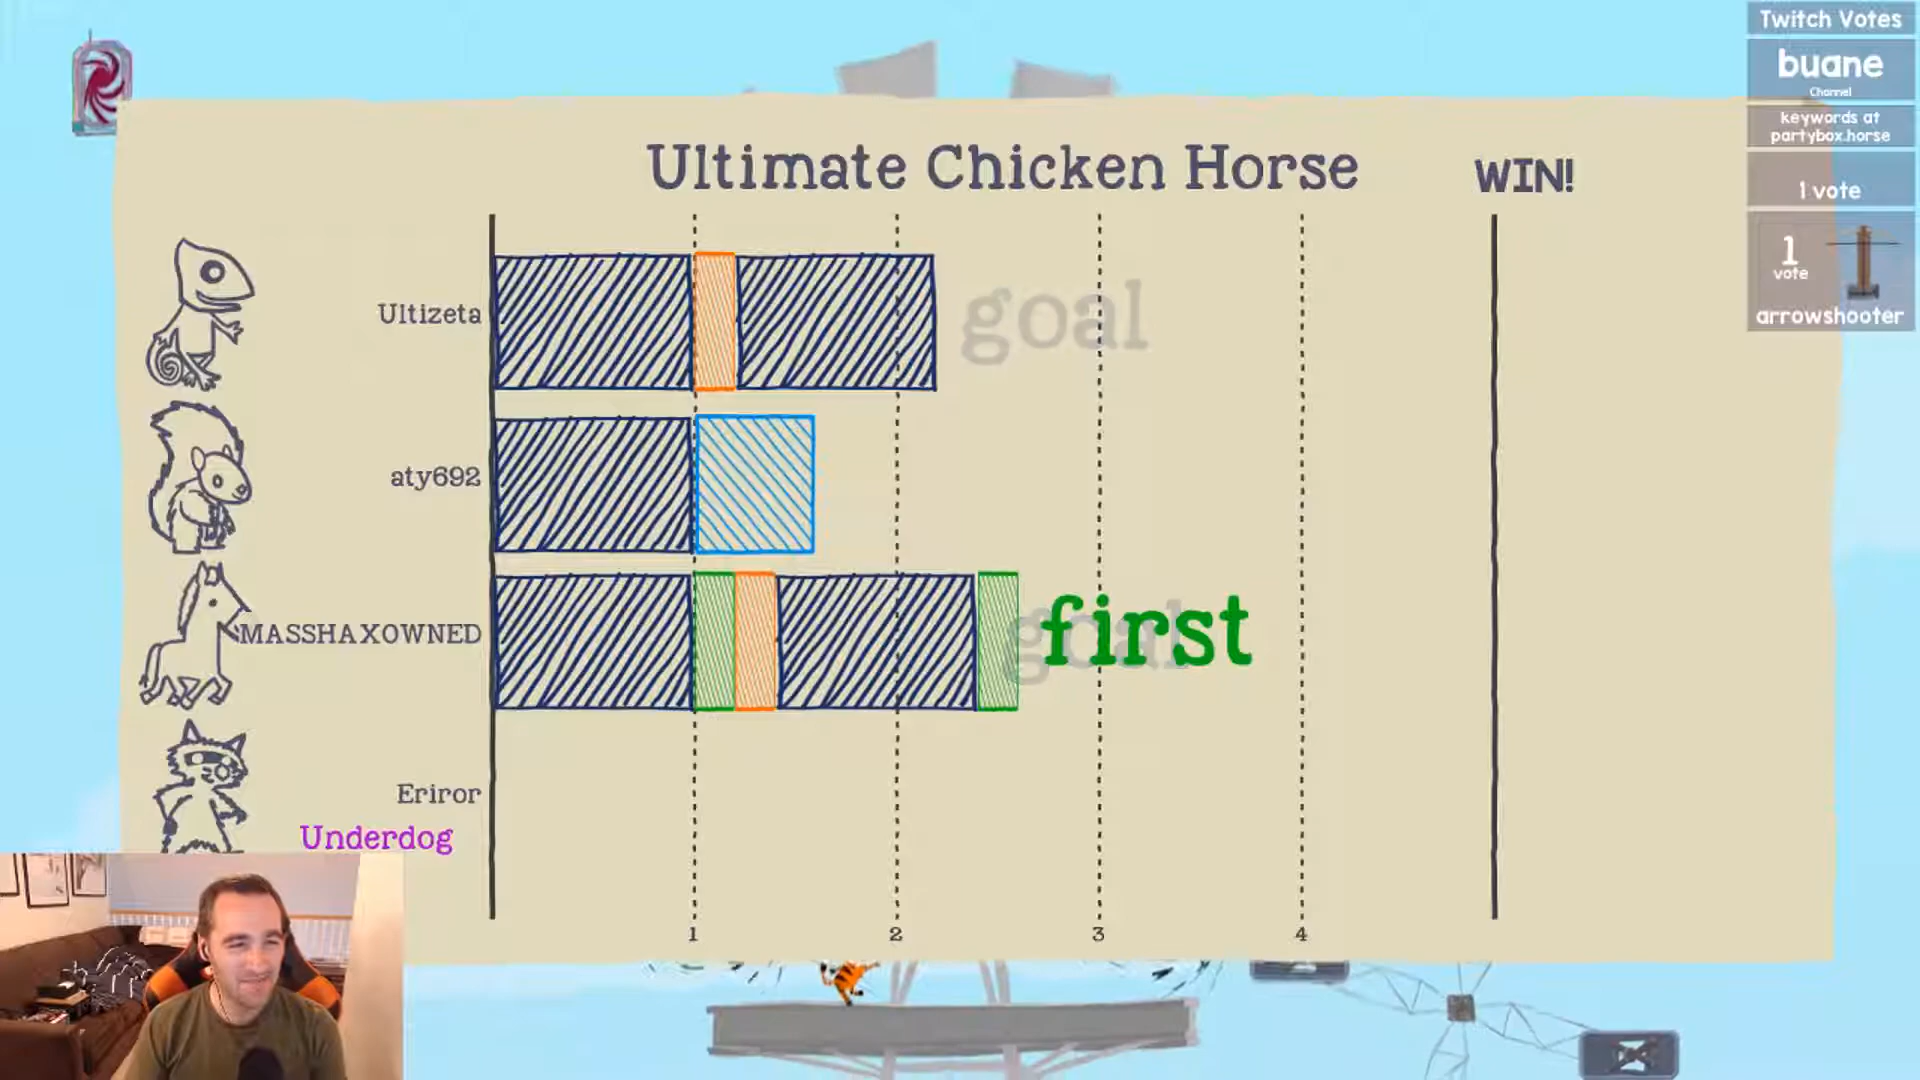 Twitch Votes
buane
Channel
keywords at
partybox.horse
1 vote
1
vote
arrowshooter
Ultimate Chicken Horse
WIN!
Ultizeta
goal
aty692
MASSHAXOWNED
goal
first
Eriror
Underdog
1
2
3
4